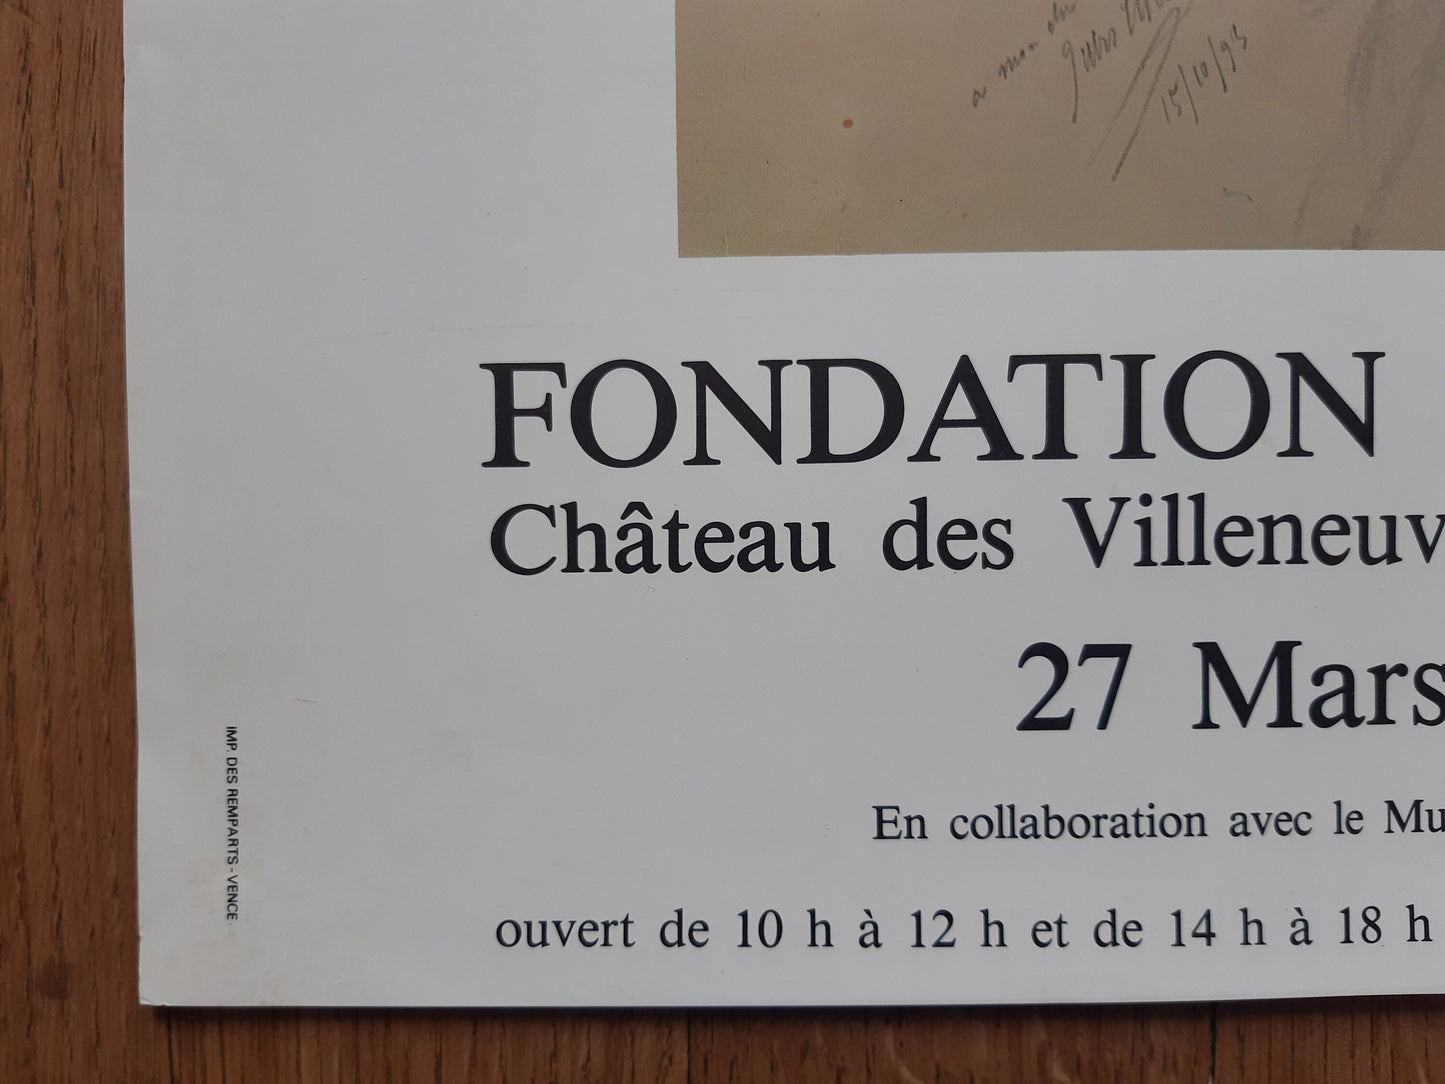 a mon
15/10/93
FONDATION
Château des Villeneuv
27 Mars
En collaboration avec le Mu
ouvert de 10 h à 12 h et de 14 h à 18 h
IMP. DES REMPARTS - VENCE